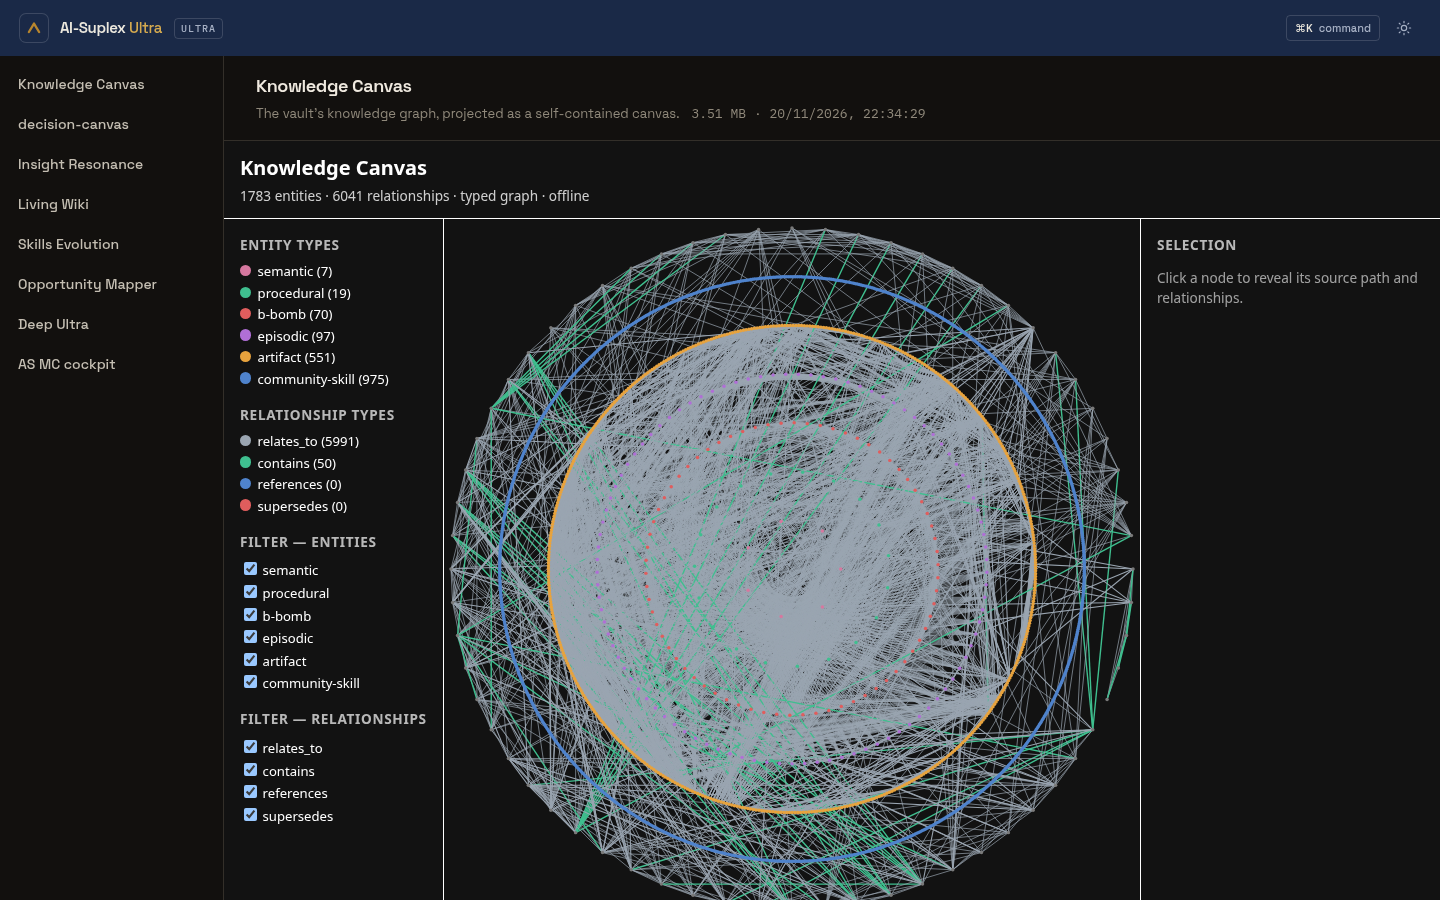 AI-Suplex Ultra ULTRA
⌘K command
Knowledge Canvas
decision-canvas
Insight Resonance
Living Wiki
Skills Evolution
Opportunity Mapper
Deep Ultra
AS MC cockpit
Knowledge Canvas
The vault's knowledge graph, projected as a self-contained canvas. 3.51 MB · 20/11/2026, 22:34:29
Knowledge Canvas
1783 entities · 6041 relationships · typed graph · offline
ENTITY TYPES
semantic (7)
procedural (19)
b-bomb (70)
episodic (97)
artifact (551)
community-skill (975)
RELATIONSHIP TYPES
relates_to (5991)
contains (50)
references (0)
supersedes (0)
FILTER — ENTITIES
semantic
procedural
b-bomb
episodic
artifact
community-skill
FILTER — RELATIONSHIPS
relates_to
contains
references
supersedes
SELECTION
Click a node to reveal its source path and
relationships.